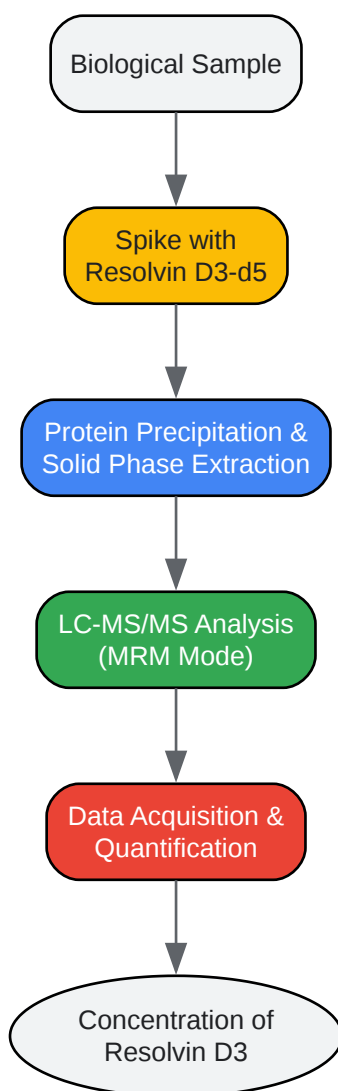 Biological Sample
Spike with
Resolvin D3-d5
Protein Precipitation &
Solid Phase Extraction
LC-MS/MS Analysis
(MRM Mode)
Data Acquisition &
Quantification
Concentration of
Resolvin D3